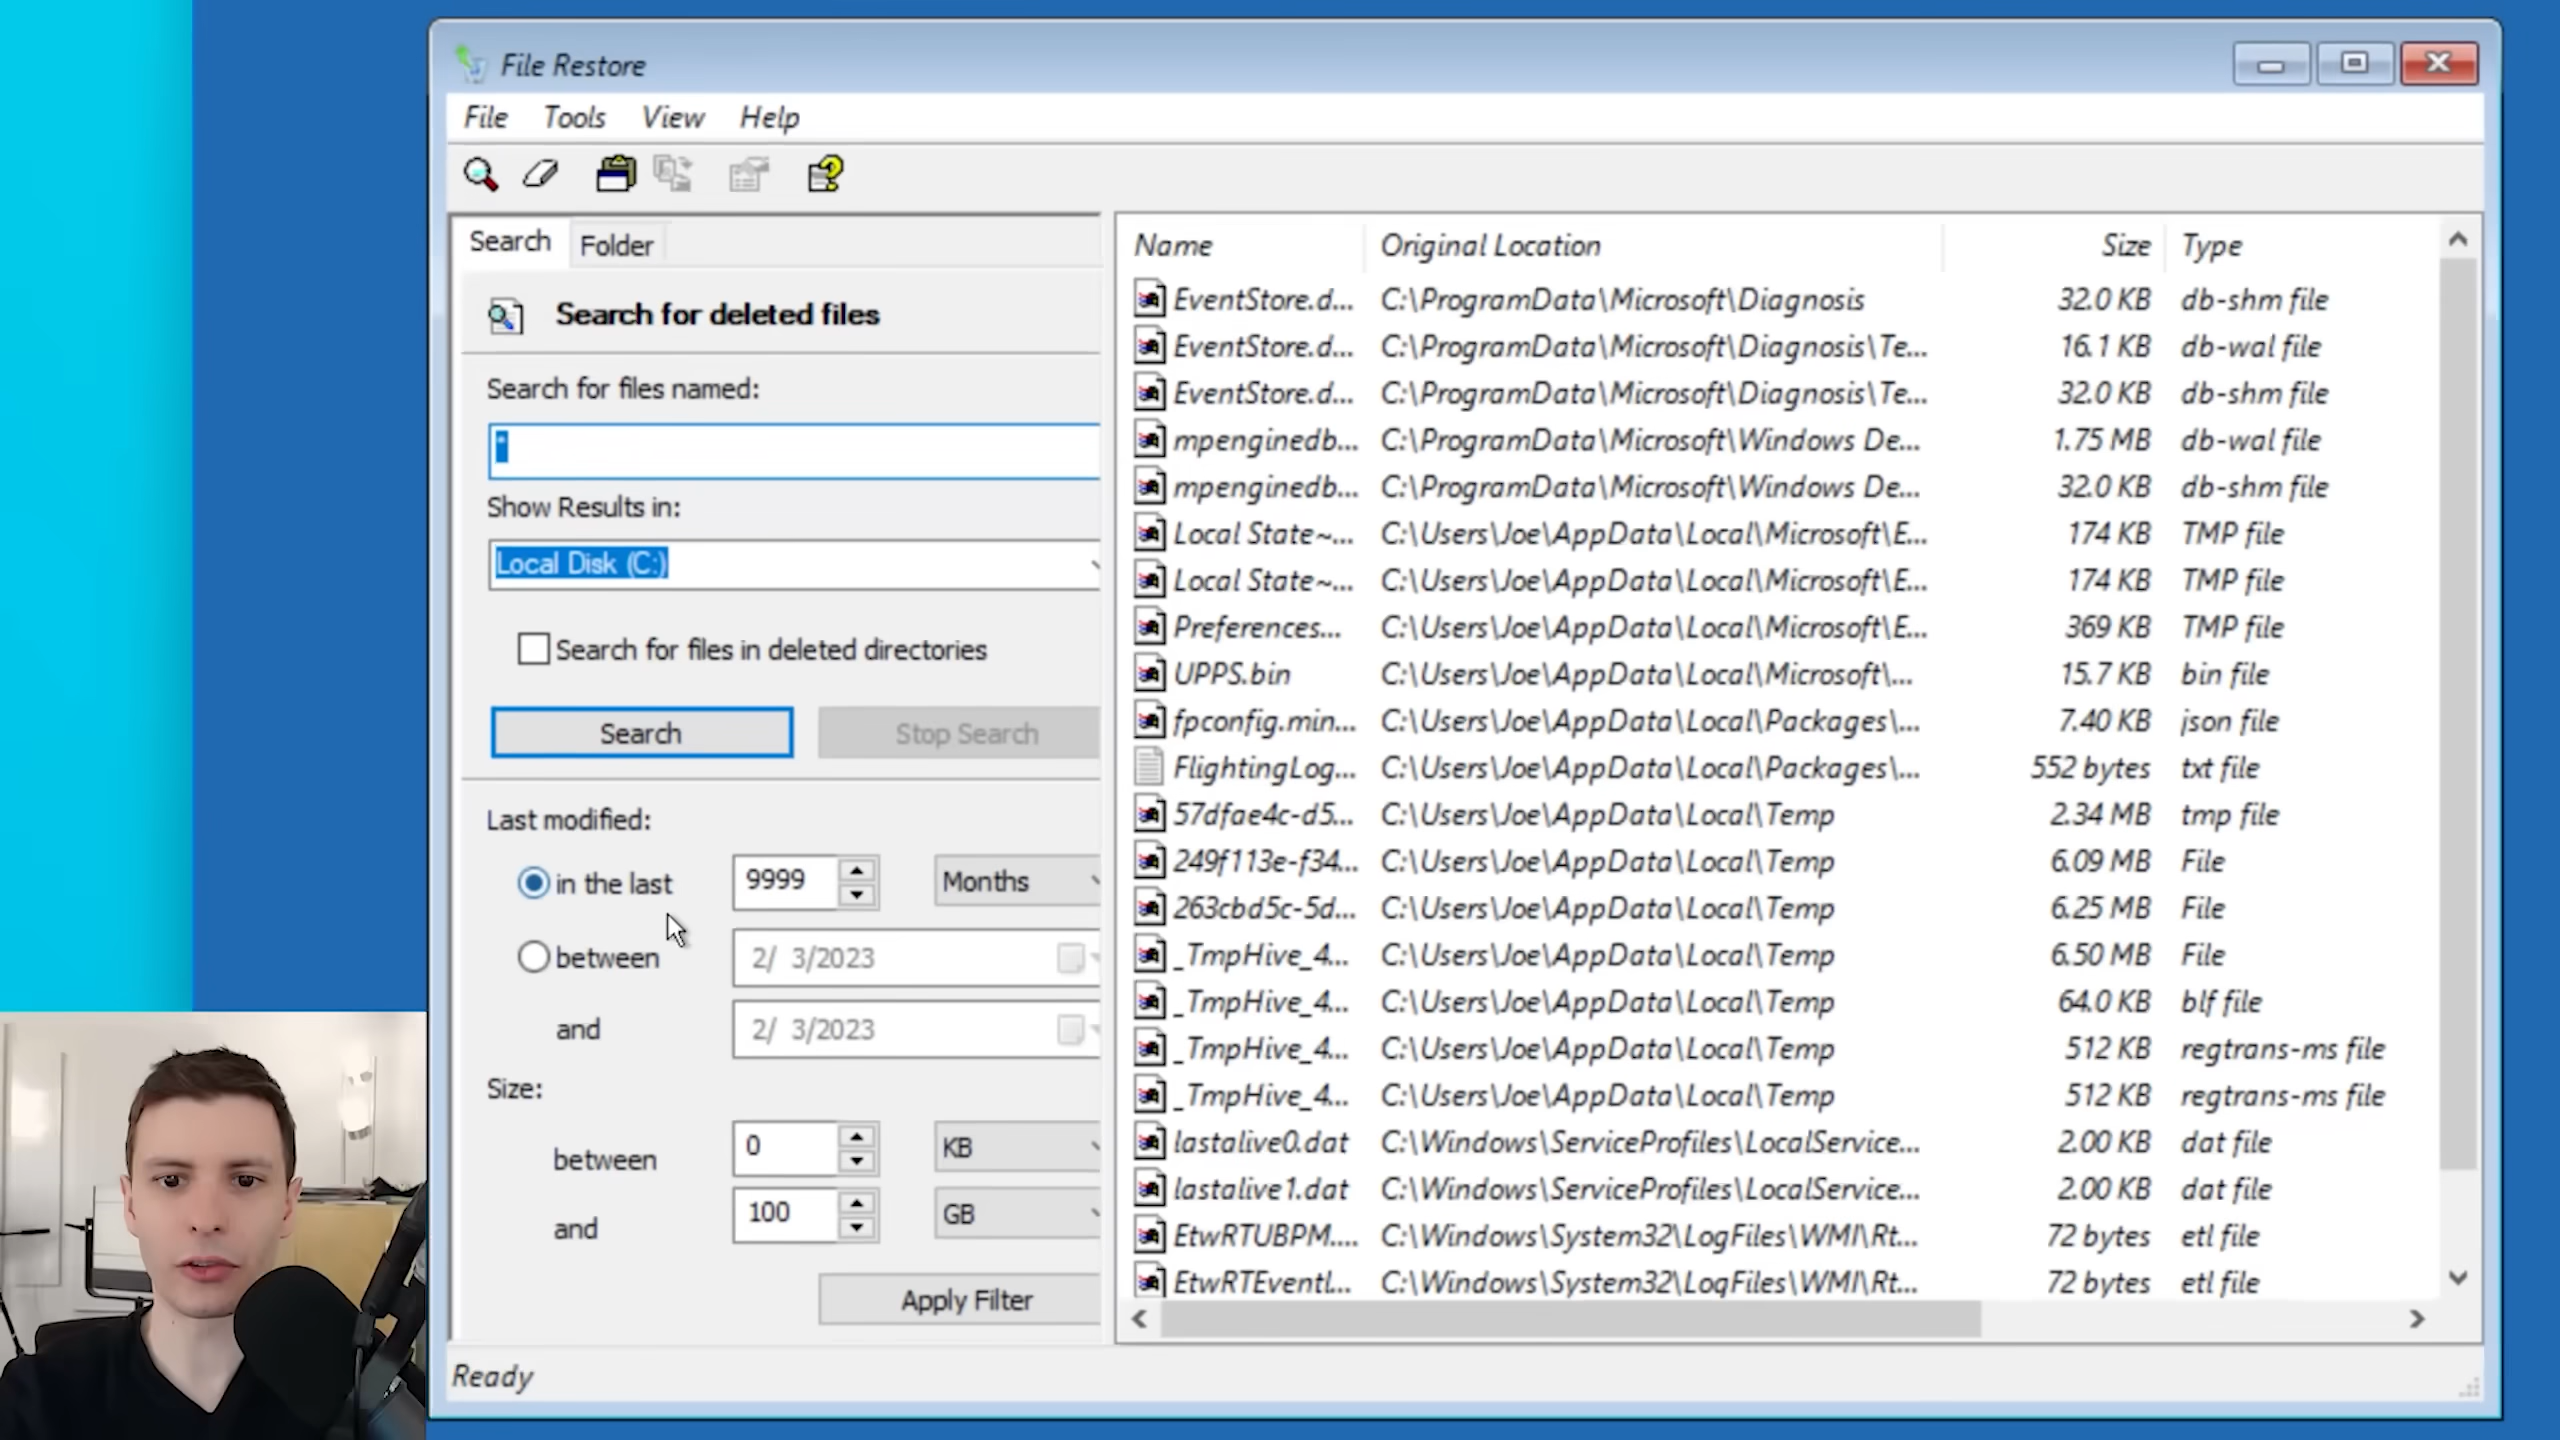 File Restore
File Tools View Help
Search Folder
Search for deleted files
Search for files named:
*
Show Results in:
Local Disk (C:)
Search for files in deleted directories
Search Stop Search
Last modified:
in the last 9999 Months
between 2/ 3/2023
and 2/ 3/2023
Size:
between 0 KB
and 100 GB
Apply Filter
Name Original Location Size Type
EventStore.d... C:\ProgramData\Microsoft\Diagnosis 32.0 KB db-shm file
EventStore.d... C:\ProgramData\Microsoft\Diagnosis\Te... 16.1 KB db-wal file
EventStore.d... C:\ProgramData\Microsoft\Diagnosis\Te... 32.0 KB db-shm file
mpenginedb... C:\ProgramData\Microsoft\Windows De... 1.75 MB db-wal file
mpenginedb... C:\ProgramData\Microsoft\Windows De... 32.0 KB db-shm file
Local State~... C:\Users\Joe\AppData\Local\Microsoft\E... 174 KB TMP file
Local State~... C:\Users\Joe\AppData\Local\Microsoft\E... 174 KB TMP file
Preferences... C:\Users\Joe\AppData\Local\Microsoft\E... 369 KB TMP file
UPPS.bin C:\Users\Joe\AppData\Local\Microsoft\... 15.7 KB bin file
fpconfig.min... C:\Users\Joe\AppData\Local\Packages\... 7.40 KB json file
FlightingLog... C:\Users\Joe\AppData\Local\Packages\... 552 bytes txt file
57dfae4c-d5... C:\Users\Joe\AppData\Local\Temp 2.34 MB tmp file
249f113e-f34... C:\Users\Joe\AppData\Local\Temp 6.09 MB File
263cbd5c-5d... C:\Users\Joe\AppData\Local\Temp 6.25 MB File
_TmpHive_4... C:\Users\Joe\AppData\Local\Temp 6.50 MB File
_TmpHive_4... C:\Users\Joe\AppData\Local\Temp 64.0 KB blf file
_TmpHive_4... C:\Users\Joe\AppData\Local\Temp 512 KB regtrans-ms file
_TmpHive_4... C:\Users\Joe\AppData\Local\Temp 512 KB regtrans-ms file
lastalive0.dat C:\Windows\ServiceProfiles\LocalService... 2.00 KB dat file
lastalive1.dat C:\Windows\ServiceProfiles\LocalService... 2.00 KB dat file
EtwRTUBPM.... C:\Windows\System32\LogFiles\WMI\Rt... 72 bytes etl file
EtwRTEventl... C:\Windows\System32\LogFiles\WMI\Rt... 72 bytes etl file
Ready